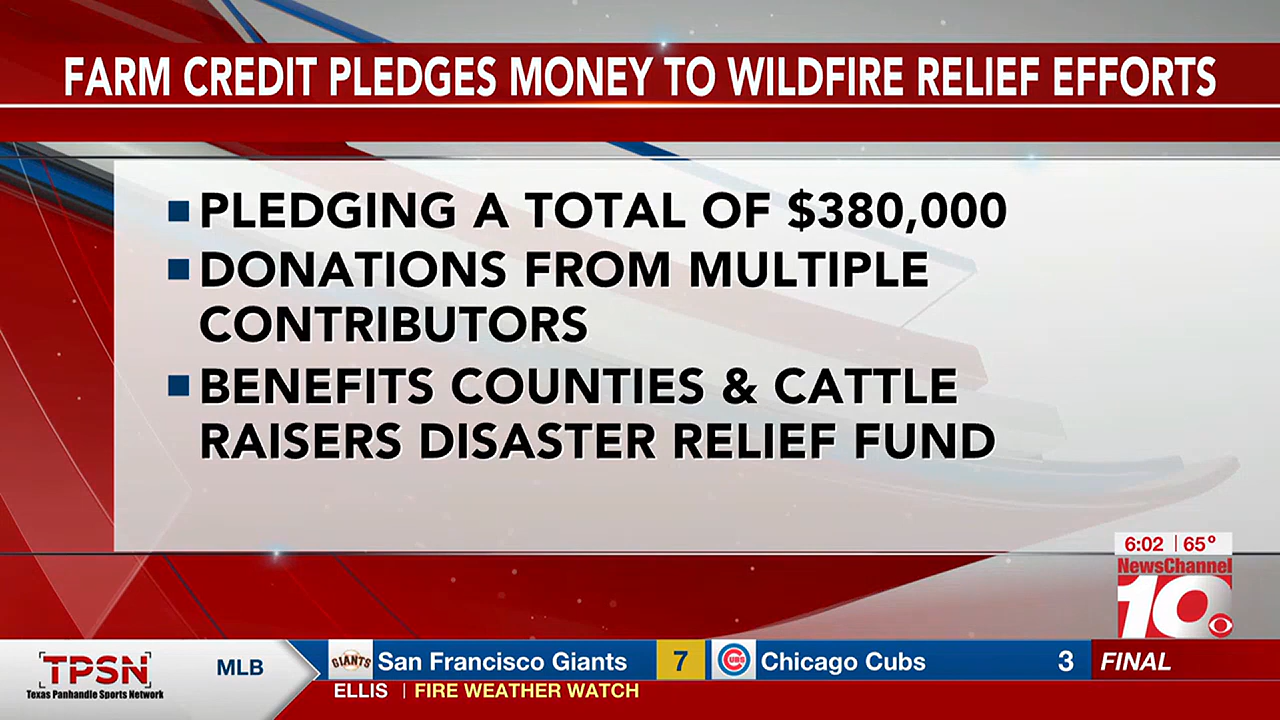 FARM CREDIT PLEDGES MONEY TO WILDFIRE RELIEF EFFORTS
PLEDGING A TOTAL OF $380,000
DONATIONS FROM MULTIPLE
CONTRIBUTORS
BENEFITS COUNTIES & CATTLE
RAISERS DISASTER RELIEF FUND
6:02 | 65°
NewsChannel
10
TPSN
Texas Panhandle Sports Network
MLB
GIANTS San Francisco Giants 7 CUBS Chicago Cubs 3 FINAL
ELLIS | FIRE WEATHER WATCH